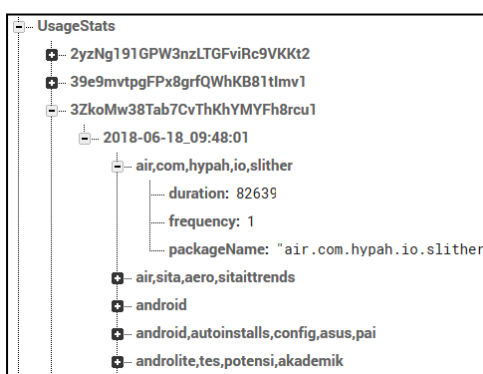 UsageStats
2yzNg191GPW3nzLTGFviRc9VKKt2
39e9mvtpgFPx8grfQWhKB81tImv1
3ZkoMw38Tab7CvThKhYMYFh8rcu1
2018-06-18_09:48:01
air,com,hypah,io,slither
duration: 82639
frequency: 1
packageName: "air.com.hypah.io.slither
air,sita,aero,sitaittrends
android
android,autoinstalls,config,asus,pai
androlite,tes,potensi,akademik